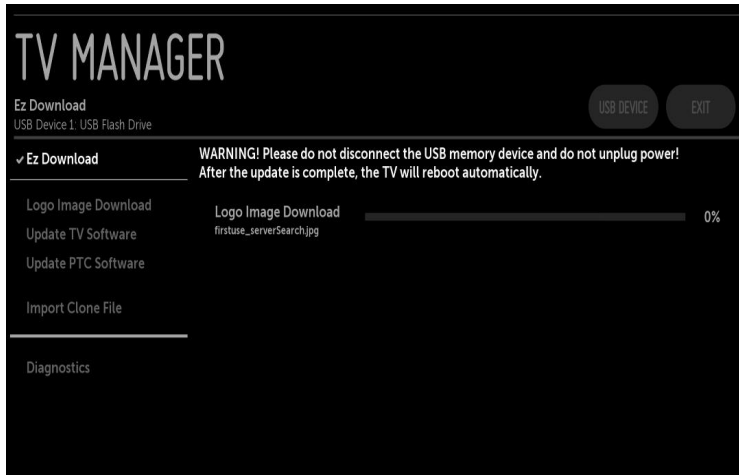 TV MANAGER
Ez Download
USB Device 1: USB Flash Drive
USB DEVICE
EXIT
Ez Download
WARNING! Please do not disconnect the USB memory device and do not unplug power!
After the update is complete, the TV will reboot automatically.
Logo Image Download
Update TV Software
Update PTC Software
Import Clone File
Diagnostics
Logo Image Download
firstuse_serverSearch.jpg
0%